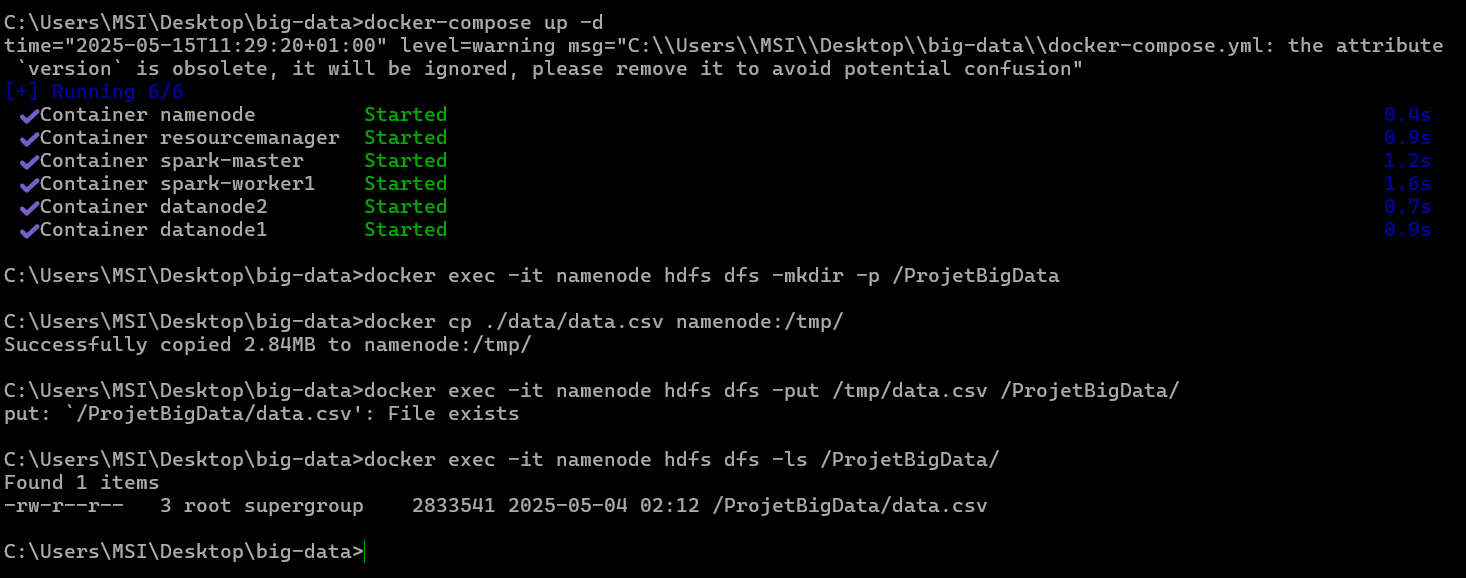 C:\Users\MSI\Desktop\big-data>docker-compose up -d
time="2025-05-15T11:29:20+01:00" level=warning msg="C:\\Users\\MSI\\Desktop\\big-data\\docker-compose.yml: the attribute
`version` is obsolete, it will be ignored, please remove it to avoid potential confusion"
[+] Running 6/6
✔Container namenode Started 0.4s
✔Container resourcemanager Started 0.9s
✔Container spark-master Started 1.2s
✔Container spark-worker1 Started 1.6s
✔Container datanode2 Started 0.7s
✔Container datanode1 Started 0.9s
C:\Users\MSI\Desktop\big-data>docker exec -it namenode hdfs dfs -mkdir -p /ProjetBigData
C:\Users\MSI\Desktop\big-data>docker cp ./data/data.csv namenode:/tmp/
Successfully copied 2.84MB to namenode:/tmp/
C:\Users\MSI\Desktop\big-data>docker exec -it namenode hdfs dfs -put /tmp/data.csv /ProjetBigData/
put: `/ProjetBigData/data.csv': File exists
C:\Users\MSI\Desktop\big-data>docker exec -it namenode hdfs dfs -ls /ProjetBigData/
Found 1 items
-rw-r--r-- 3 root supergroup 2833541 2025-05-04 02:12 /ProjetBigData/data.csv
C:\Users\MSI\Desktop\big-data>